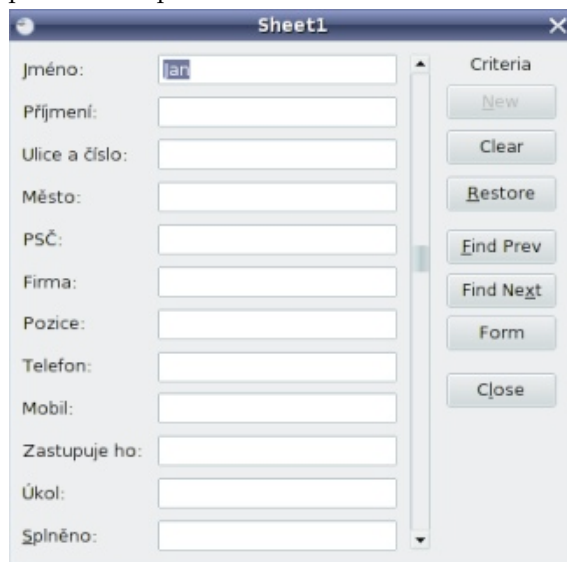 Sheet1
Jméno: Jan
Příjmení:
Ulice a číslo:
Město:
PSČ:
Firma:
Pozice:
Telefon:
Mobil:
Zastupuje ho:
Úkol:
Splněno:
Criteria
New
Clear
Restore
Find Prev
Find Next
Form
Close